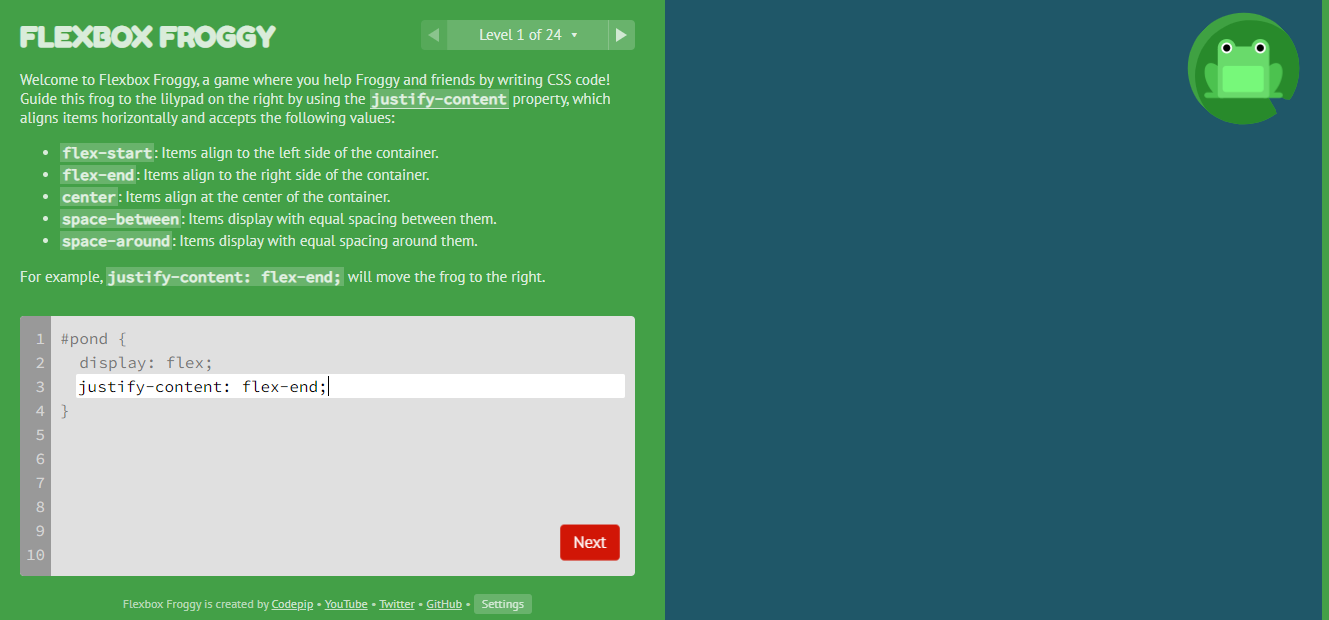 FLEXBOX FROGGY
Level 1 of 24
Welcome to Flexbox Froggy, a game where you help Froggy and friends by writing CSS code!
Guide this frog to the lilypad on the right by using the justify-content property, which
aligns items horizontally and accepts the following values:
• flex-start: Items align to the left side of the container.
• flex-end: Items align to the right side of the container.
• center: Items align at the center of the container.
• space-between: Items display with equal spacing between them.
• space-around: Items display with equal spacing around them.
For example, justify-content: flex-end; will move the frog to the right.
1 #pond {
2 display: flex;
3 justify-content: flex-end;
4 }
5
6
7
8
9
10
Next
Flexbox Froggy is created by Codepip • YouTube • Twitter • GitHub • Settings